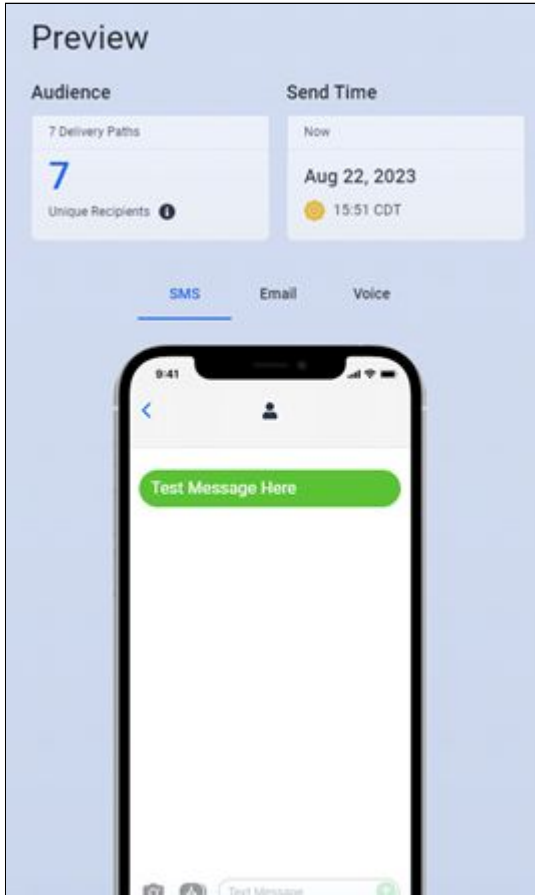 Preview
Audience
Send Time
7 Delivery Paths
Now
7
Aug 22, 2023
Unique Recipients
15:51 CDT
SMS Email Voice
9:41
Test Message Here
Text Message